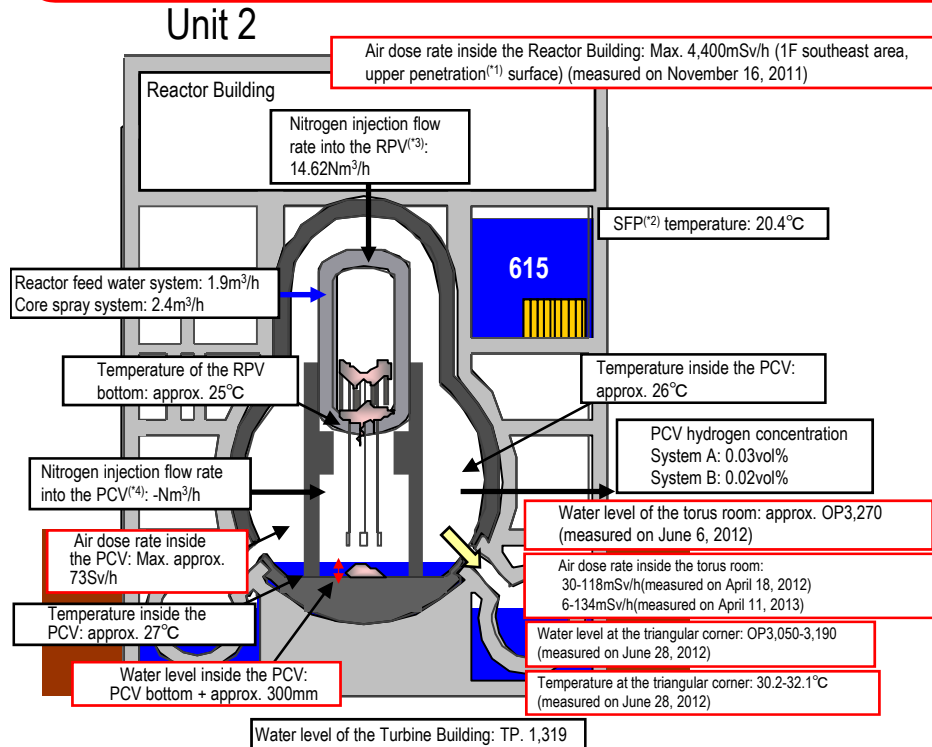 Unit 2
Air dose rate inside the Reactor Building: Max. 4,400mSv/h (1F southeast area,
upper penetration(*1) surface) (measured on November 16, 2011)
Reactor Building
Nitrogen injection flow
rate into the RPV(*3):
14.62Nm3/h
SFP(*2) temperature: 20.4℃
615
Reactor feed water system: 1.9m3/h
Core spray system: 2.4m3/h
Temperature of the RPV
bottom: approx. 25℃
Temperature inside the PCV:
approx. 26℃
PCV hydrogen concentration
System A: 0.03vol%
System B: 0.02vol%
Nitrogen injection flow rate
into the PCV(*4): -Nm3/h
Water level of the torus room: approx. OP3,270
(measured on June 6, 2012)
Air dose rate inside
the PCV: Max. approx.
73Sv/h
Air dose rate inside the torus room:
30-118mSv/h(measured on April 18, 2012)
6-134mSv/h(measured on April 11, 2013)
Temperature inside the
PCV: approx. 27℃
Water level at the triangular corner: OP3,050-3,190
(measured on June 28, 2012)
Water level inside the PCV:
PCV bottom + approx. 300mm
Temperature at the triangular corner: 30.2-32.1℃
(measured on June 28, 2012)
Water level of the Turbine Building: TP. 1,319